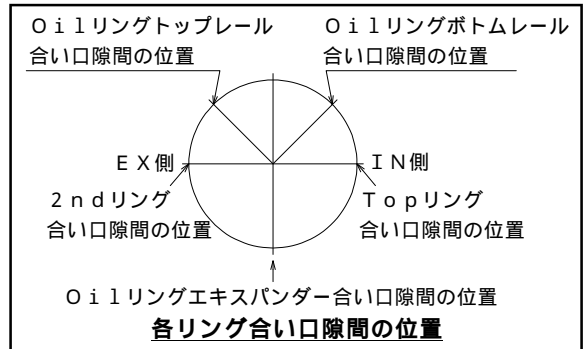 Ｏｉｌリングトップレール
合い口隙間の位置
Ｏｉｌリングボトムレール
合い口隙間の位置
ＥＸ側
ＩＮ側
２ｎｄリング
合い口隙間の位置
Ｔｏｐリング
合い口隙間の位置
Ｏｉｌリングエキスパンダー合い口隙間の位置
各リング合い口隙間の位置